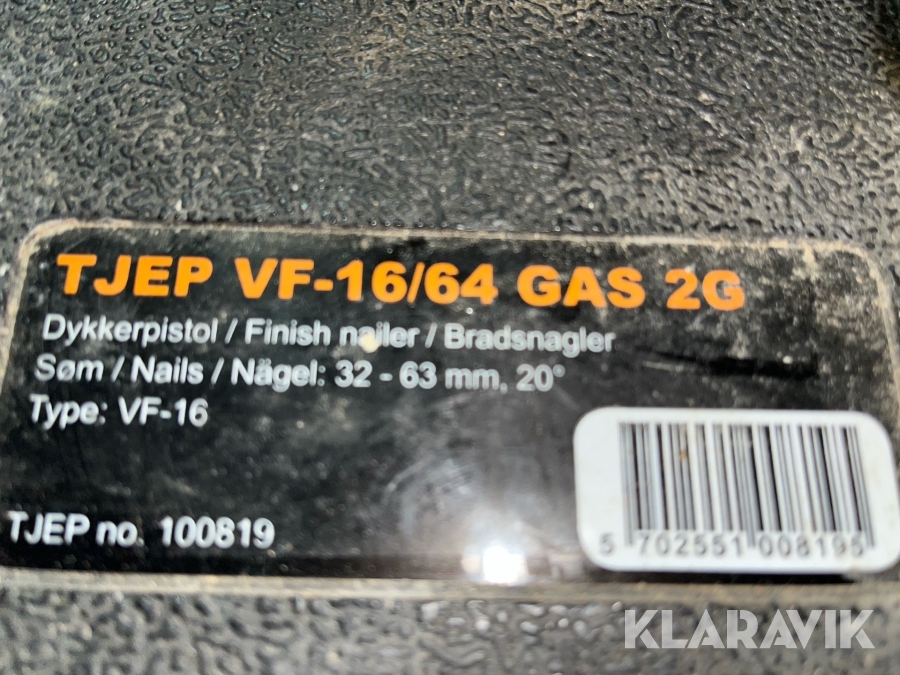 TJEP VF-16/64 GAS 2G
Dykkerpistol / Finish nailer / Bradsnagler
Søm / Nails / Nägel: 32 - 63 mm, 20°
Type: VF-16
TJEP no. 100819
5 702551 008195
KLARAVIK